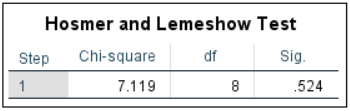 Hosmer and Lemeshow Test
Step Chi-square df Sig.
1 7.119 8 .524